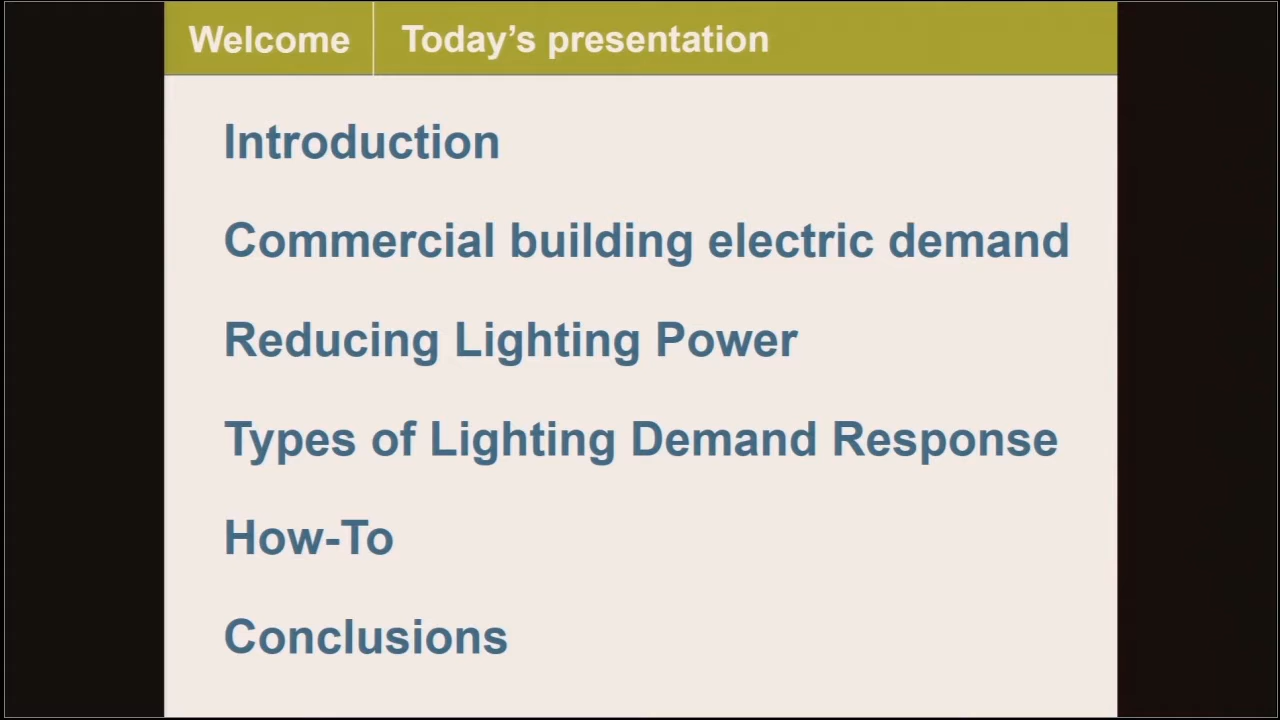 Welcome
Today’s presentation
Introduction
Commercial building electric demand
Reducing Lighting Power
Types of Lighting Demand Response
How-To
Conclusions